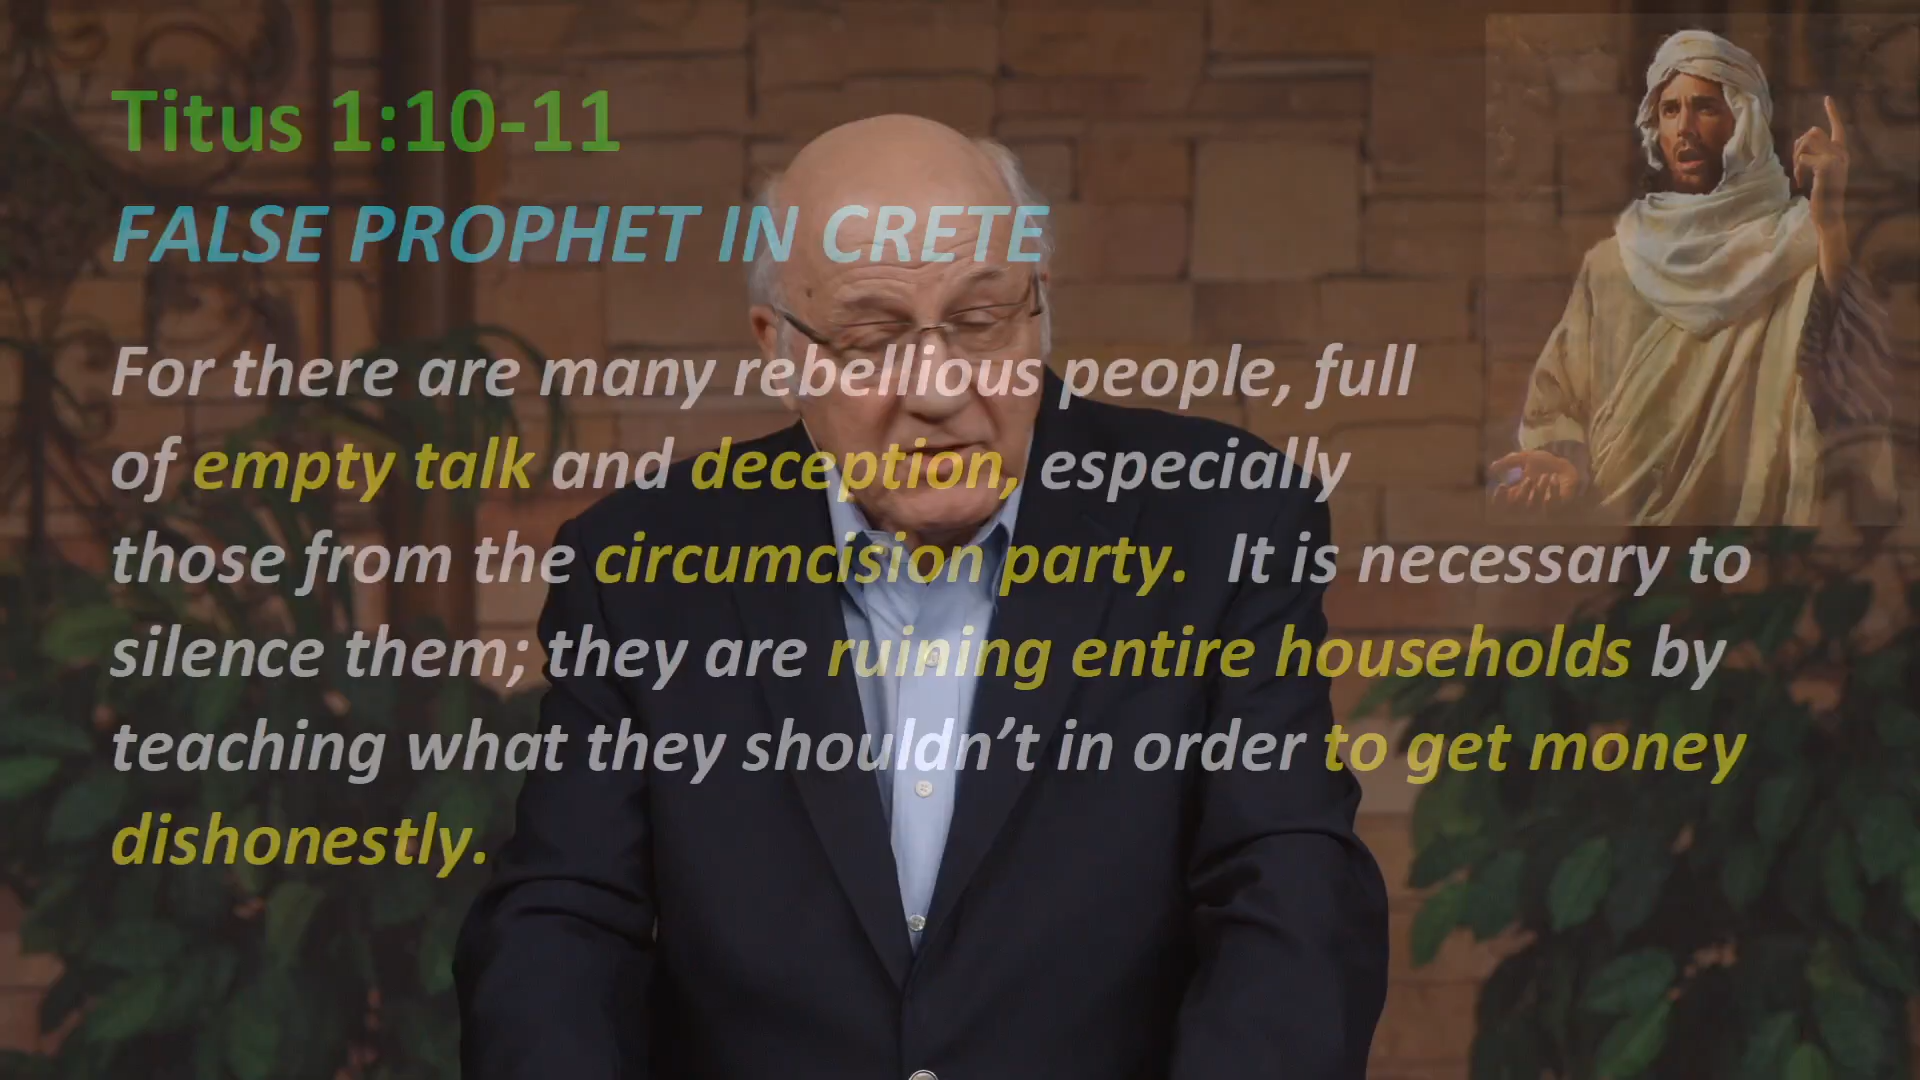 Titus 1:10-11
FALSE PROPHET IN CRETE
For there are many rebellious people, full
of empty talk and deception, especially
those from the circumcision party.  It is necessary to
silence them; they are ruining entire households by
teaching what they shouldn’t in order to get money
dishonestly.